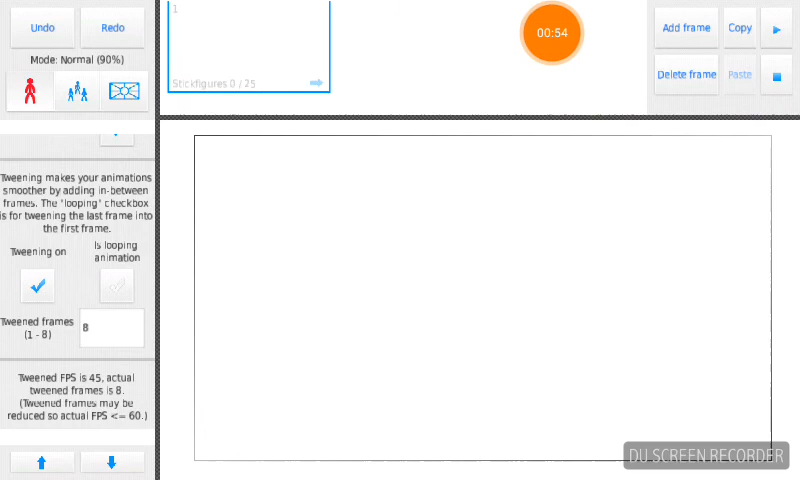 Undo
Redo
Mode: Normal (90%)
1
Stickfigures 0 / 25
00:54
Add frame
Copy
Delete frame
Paste
Tweening makes your animations
smoother by adding in-between
frames. The "looping" checkbox
is for tweening the last frame into
the first frame.
Tweening on
Is looping
animation
Tweened frames
(1 - 8)
8
Tweened FPS is 45, actual
tweened frames is 8.
(Tweened frames may be
reduced so actual FPS <= 60.)
DU SCREEN RECORDER